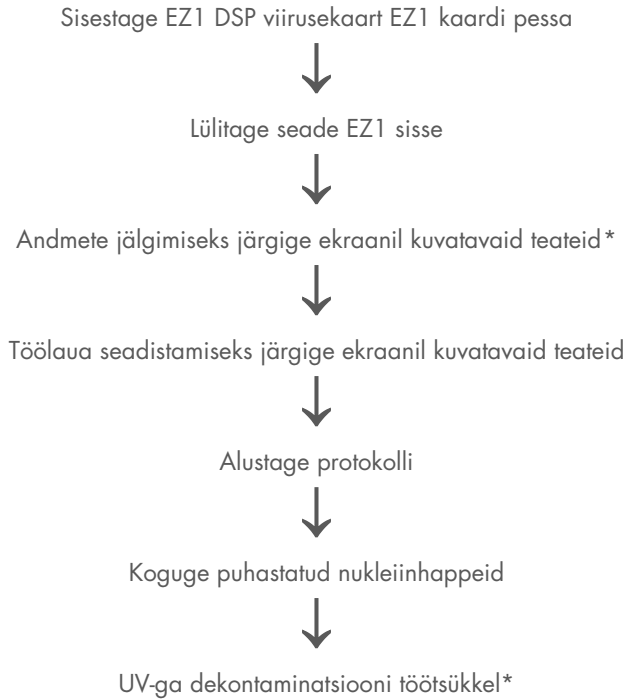 Sisestage EZ1 DSP viirusekaart EZ1 kaardi pessa
Lülitage seade EZ1 sisse
Andmete jälgimiseks järgige ekraanil kuvatavaid teateid*
Töölaua seadistamiseks järgige ekraanil kuvatavaid teateid
Alustage protokolli
Koguge puhastatud nukleiinhappeid
UV-ga dekontaminatsiooni töötsükkel*